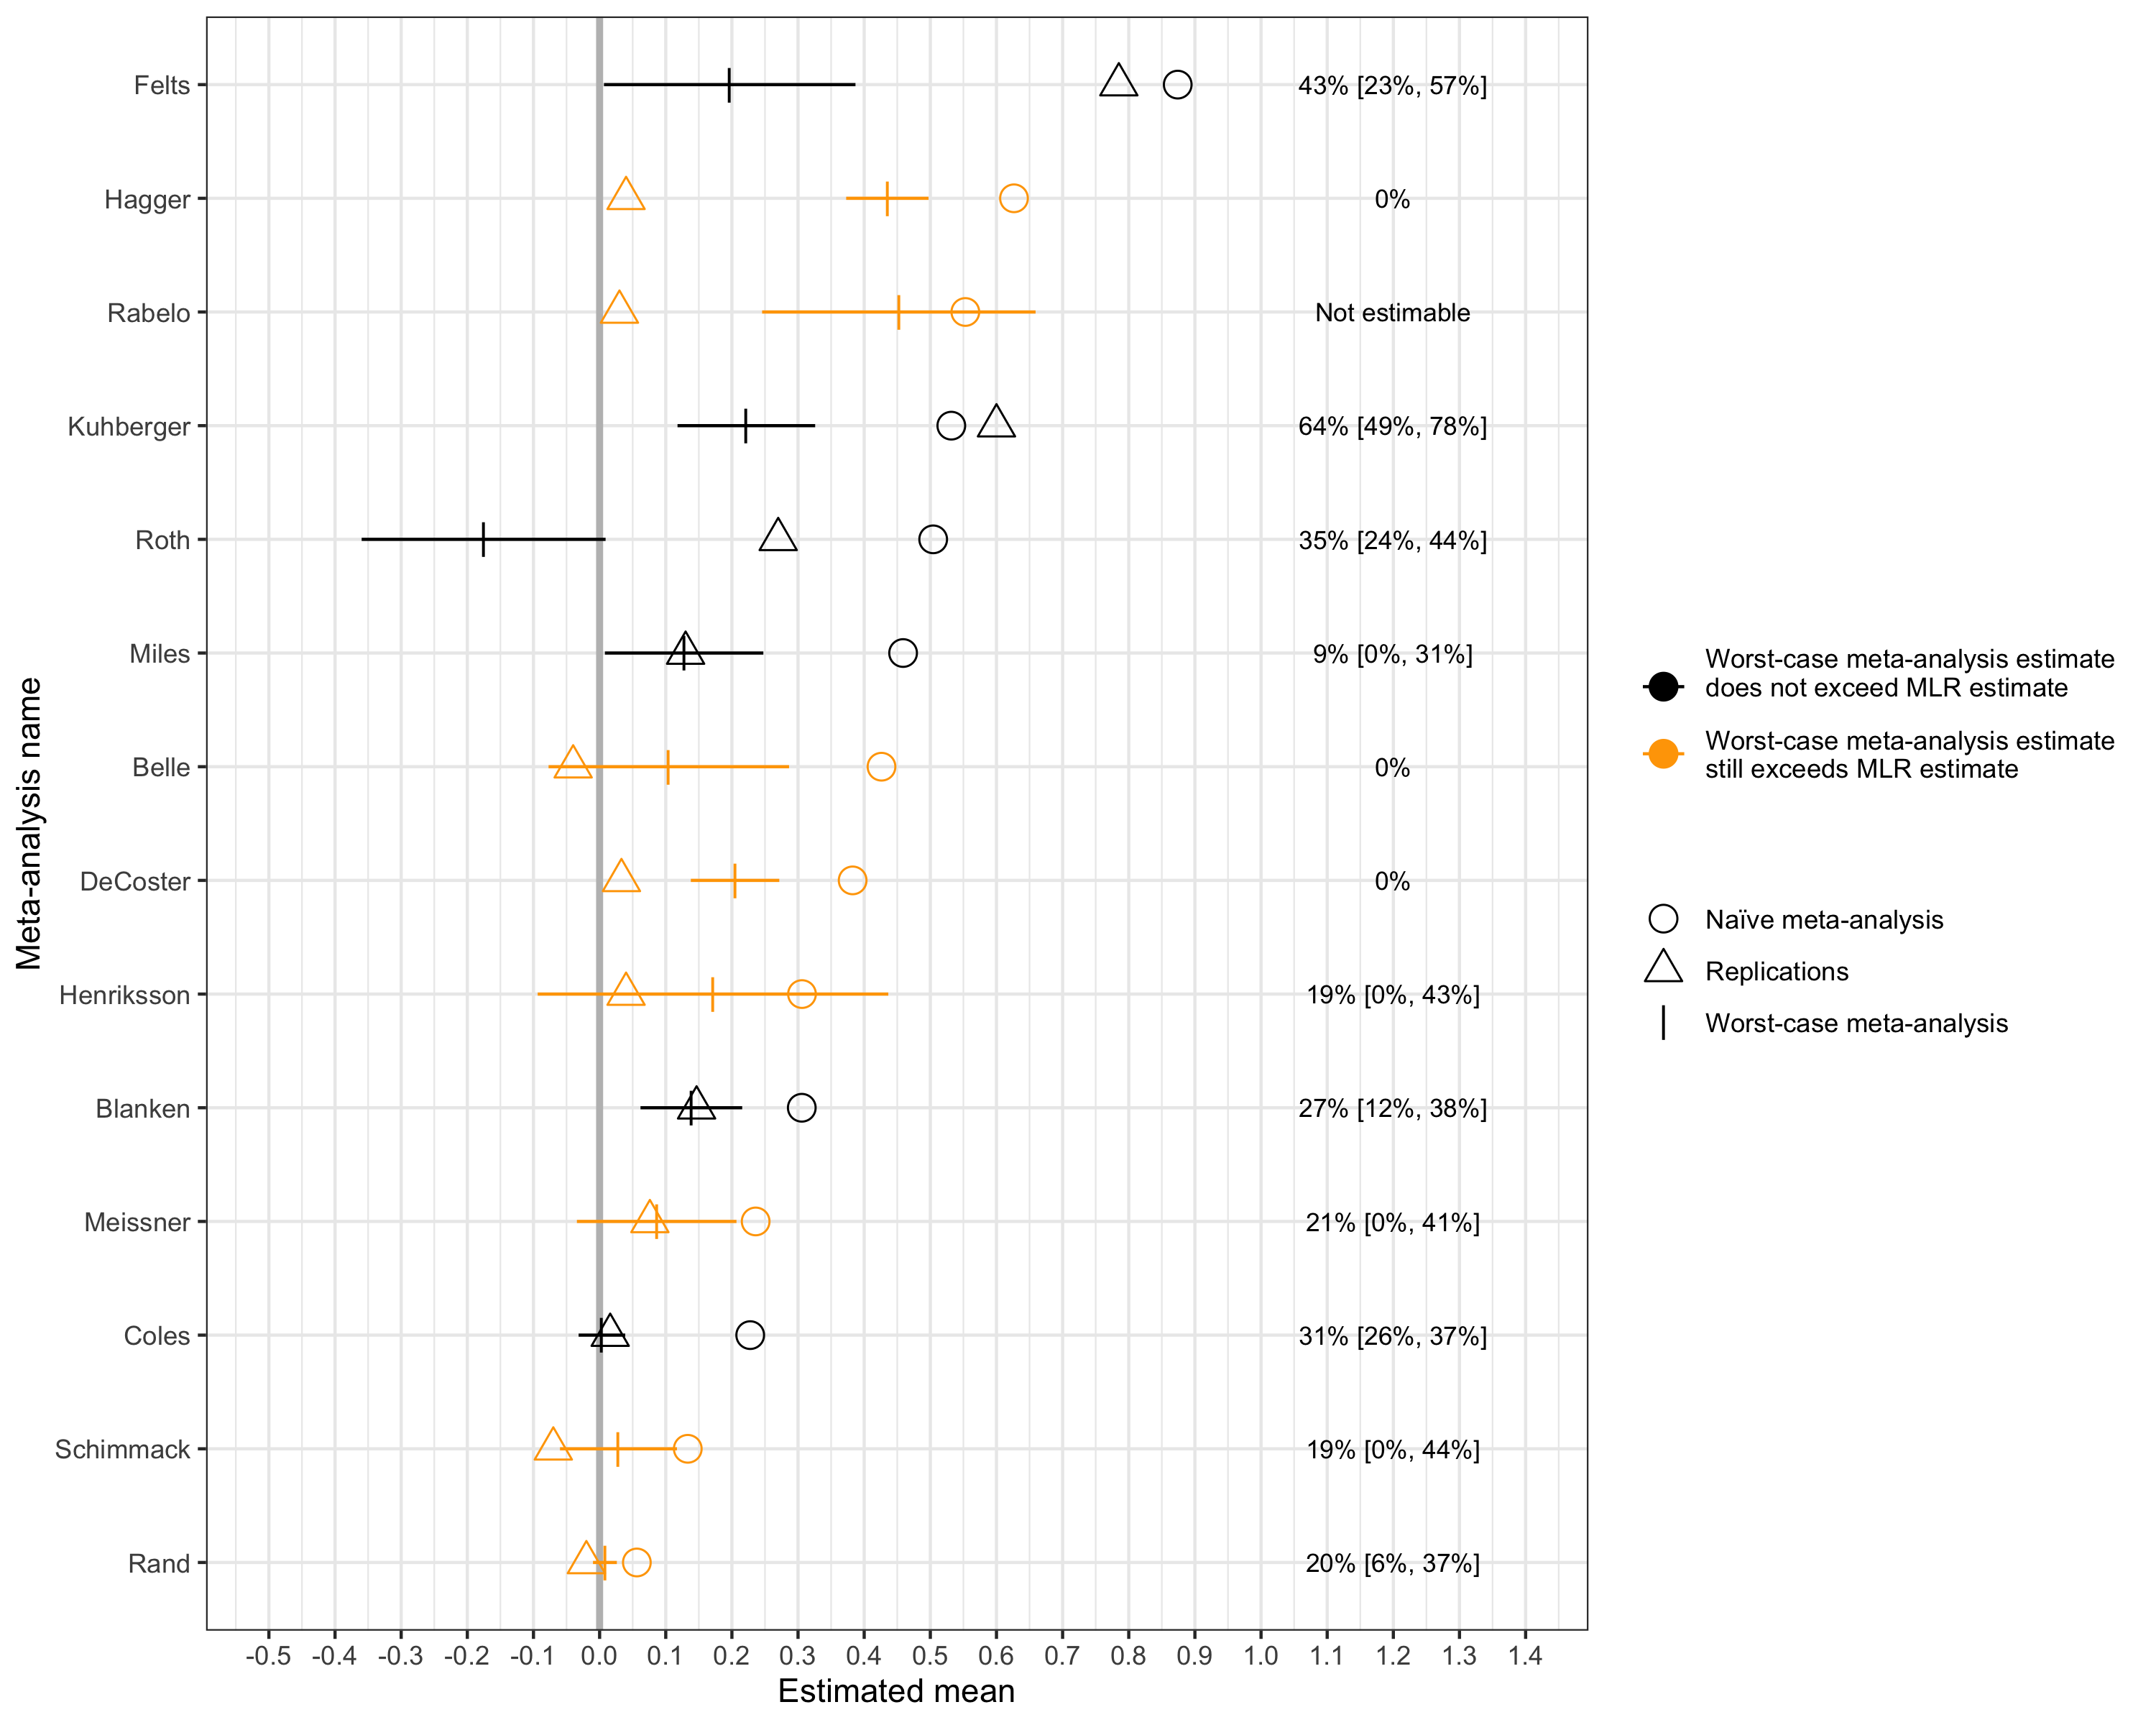 Felts
43% [23%, 57%]
Hagger
0%
Rabelo
Not estimable
Kuhberger
64% [49%, 78%]
Roth
35% [24%, 44%]
Miles
9% [0%, 31%]
Belle
0%
DeCoster
0%
Henriksson
19% [0%, 43%]
Blanken
27% [12%, 38%]
Meissner
21% [0%, 41%]
Coles
31% [26%, 37%]
Schimmack
19% [0%, 44%]
Rand
20% [6%, 37%]
-0.5 -0.4 -0.3 -0.2 -0.1 0.0 0.1 0.2 0.3 0.4 0.5 0.6 0.7 0.8 0.9 1.0 1.1 1.2 1.3 1.4
Estimated mean
Meta-analysis name
Worst-case meta-analysis estimate
does not exceed MLR estimate
Worst-case meta-analysis estimate
still exceeds MLR estimate
Naïve meta-analysis
Replications
Worst-case meta-analysis